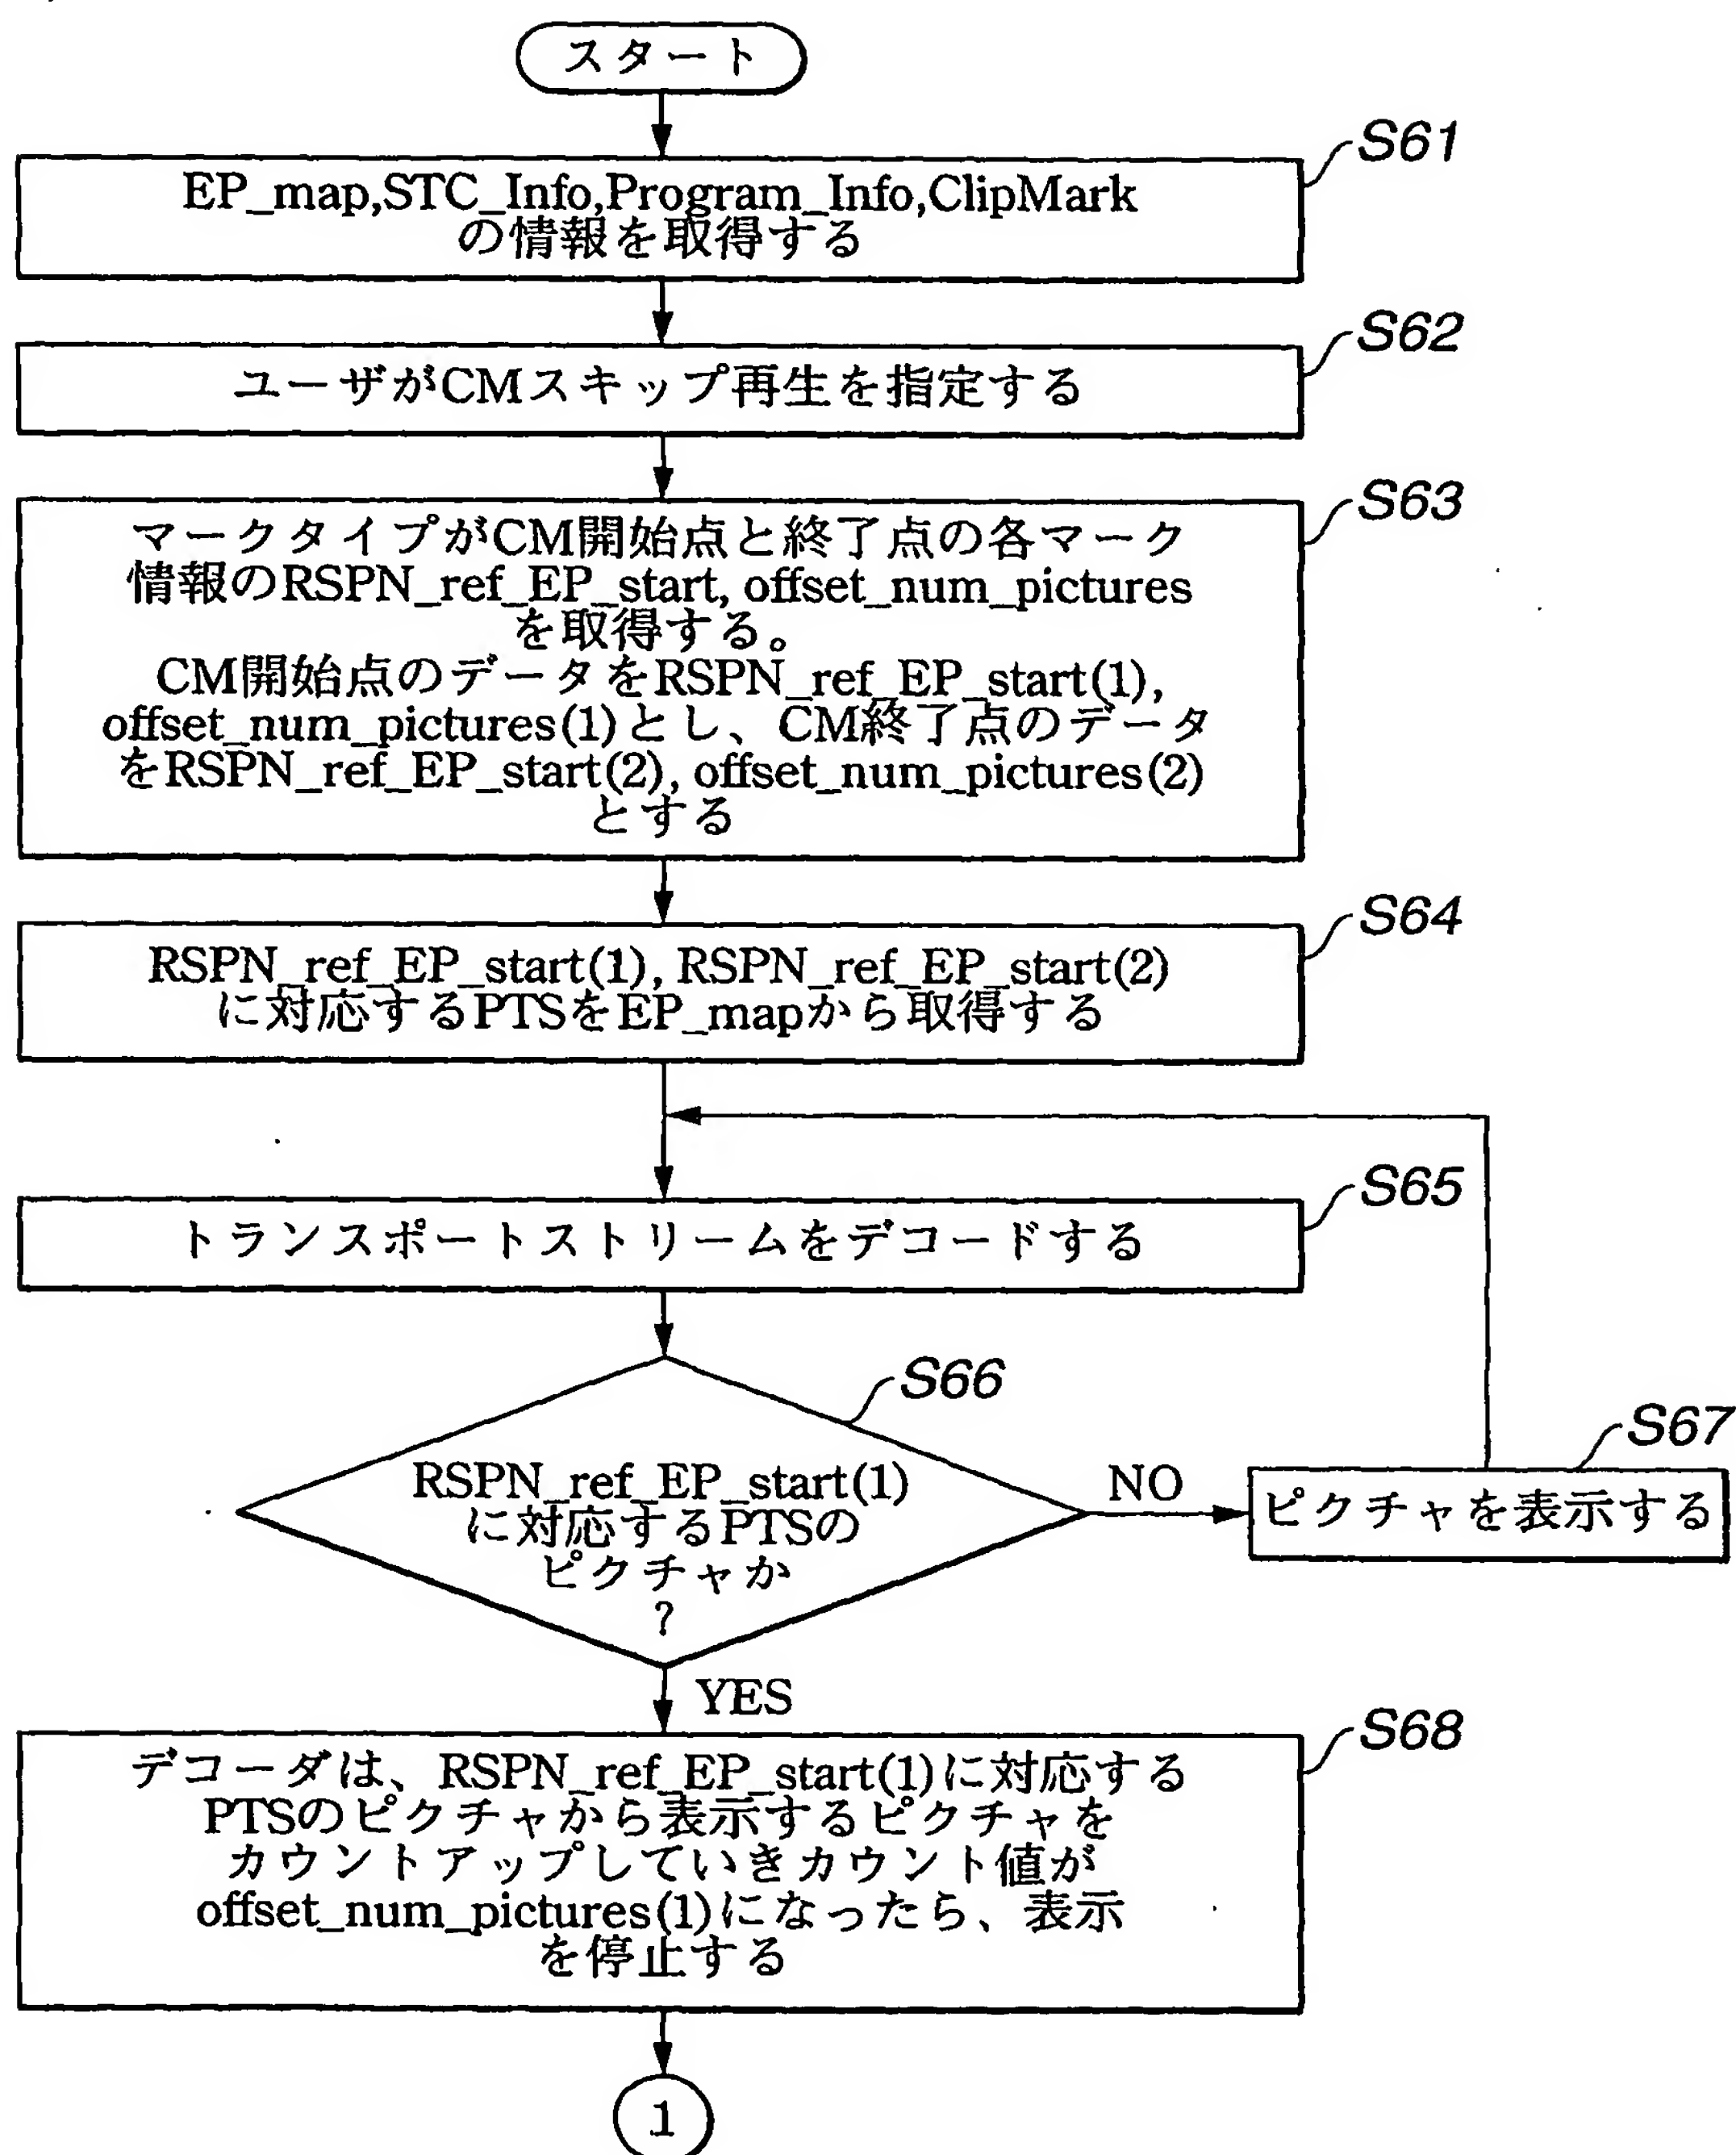 スタート
S61
EP_map,STC_Info,Program_Info,ClipMark
の情報を取得する
S62
ユーザがCMスキップ再生を指定する
S63
マークタイプがCM開始点と終了点の各マーク
情報のRSPN_ref_EP_start, offset_num_pictures
を取得する。
CM開始点のデータをRSPN_ref_EP_start(1),
offset_num_pictures(1)とし、CM終了点のデータ
をRSPN_ref_EP_start(2), offset_num_pictures(2)
とする
S64
RSPN_ref_EP_start(1), RSPN_ref_EP_start(2)
に対応するPTSをEP_mapから取得する
S65
トランスポートストリームをデコードする
S66
RSPN_ref_EP_start(1)
に対応するPTSの
ピクチャか
?
NO
S67
ピクチャを表示する
YES
S68
デコーダは、RSPN_ref_EP_start(1)に対応する
PTSのピクチャから表示するピクチャを
カウントアップしていきカウント値が
offset_num_pictures(1)になったら、表示
を停止する
1